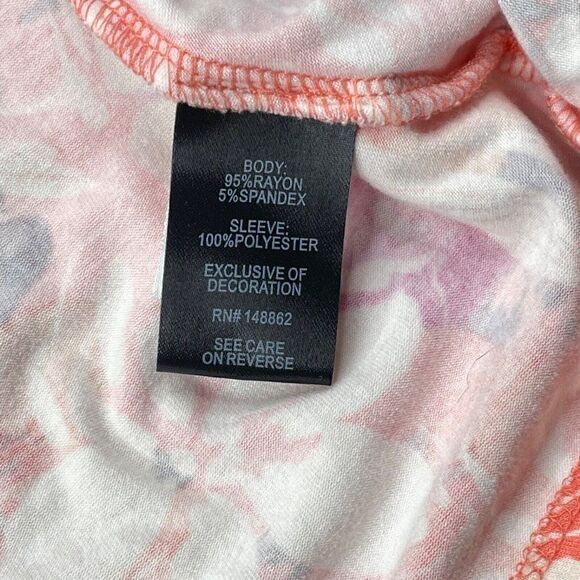 BODY:
95%RAYON
5%SPANDEX
SLEEVE:
100%POLYESTER
EXCLUSIVE OF
DECORATION
RN# 148862
SEE CARE
ON REVERSE